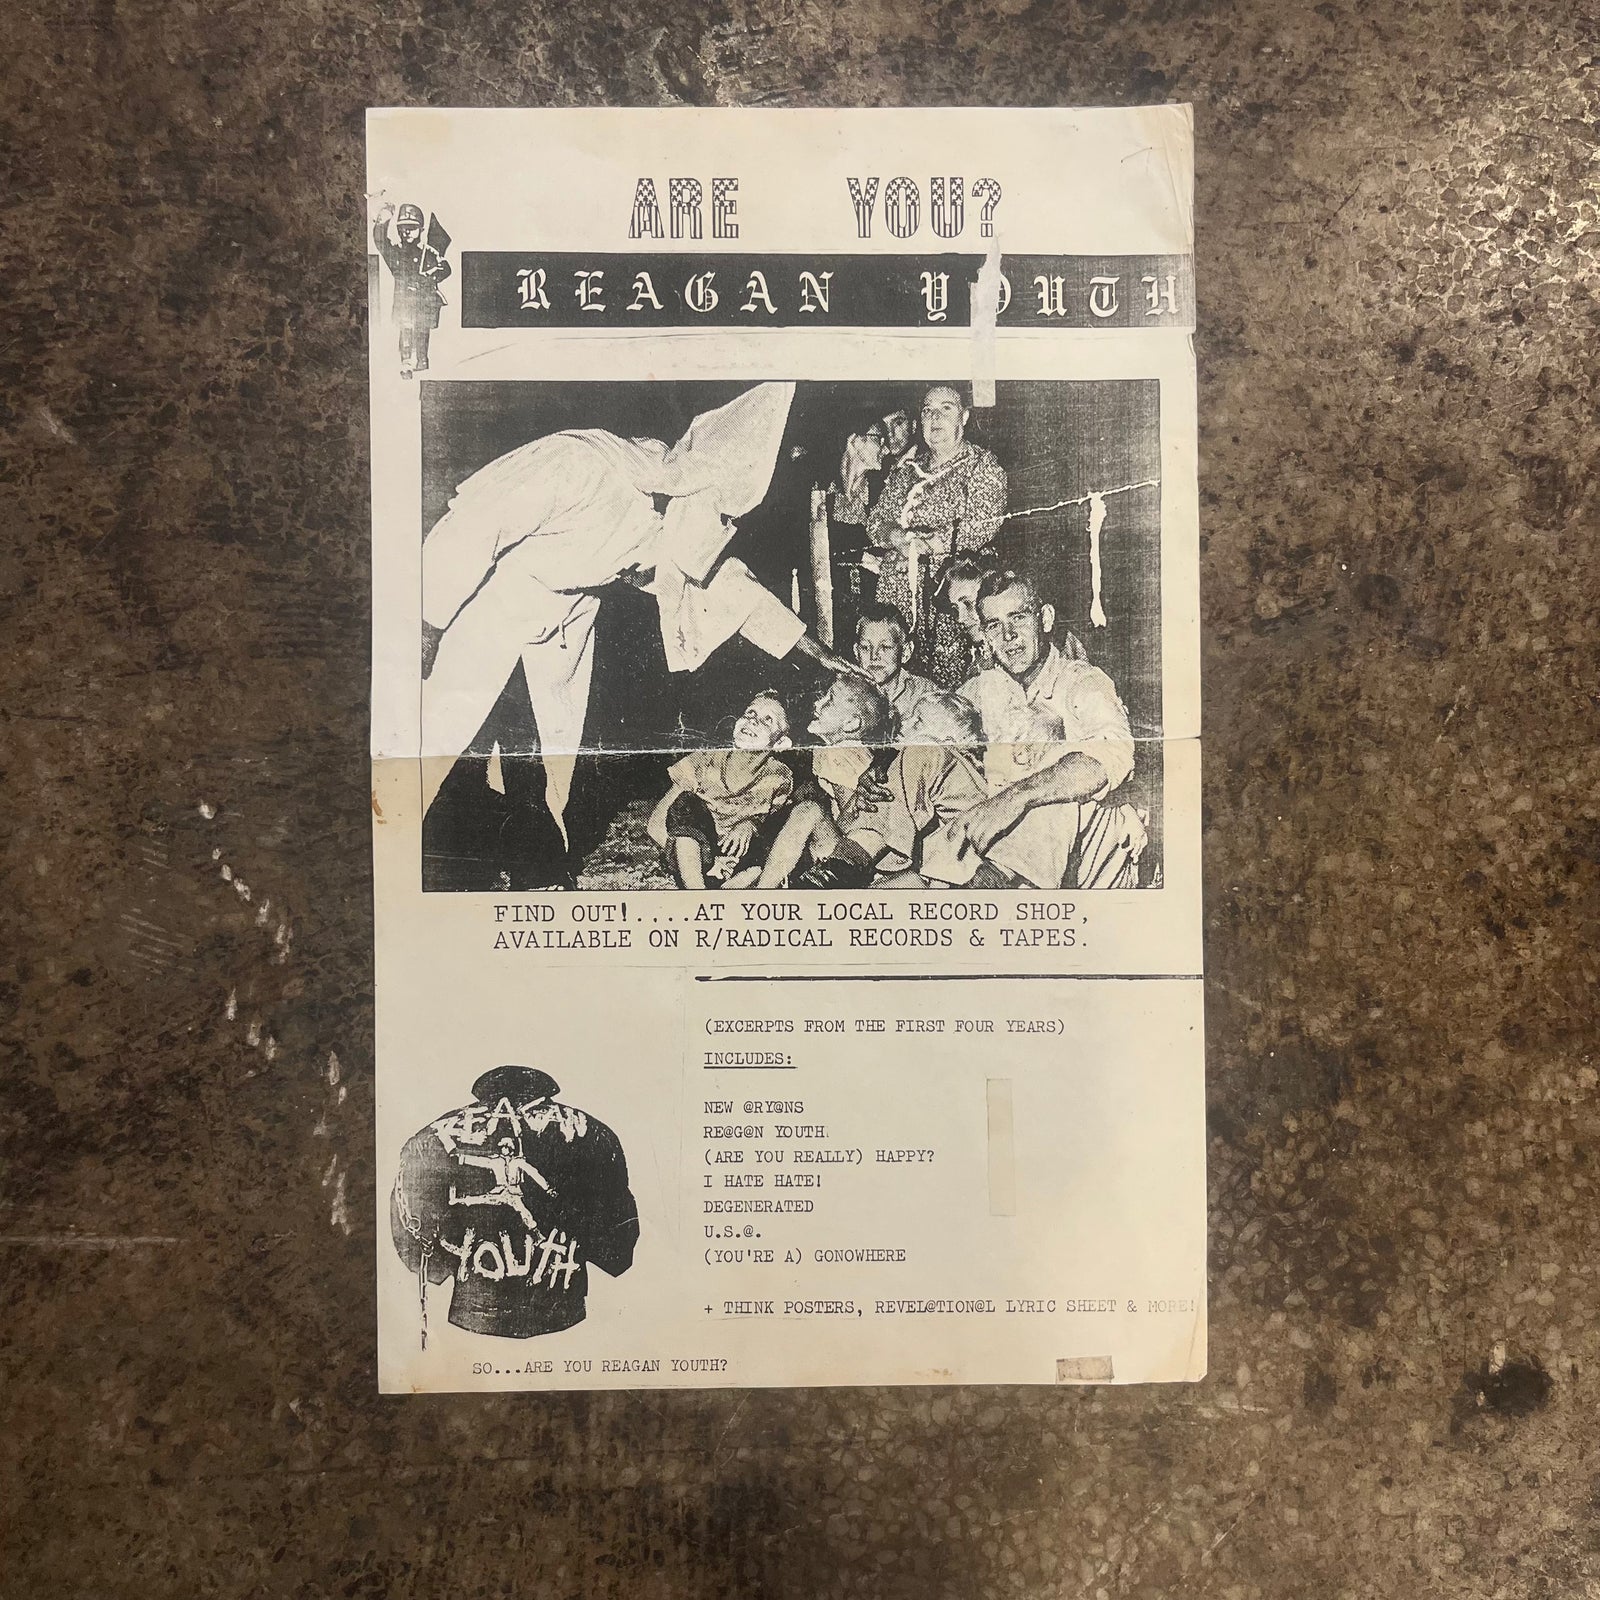 ARE YOU?
REAGAN YOUTH
FIND OUT!....AT YOUR LOCAL RECORD SHOP,
AVAILABLE ON R/RADICAL RECORDS & TAPES.
(EXCERPTS FROM THE FIRST FOUR YEARS)
INCLUDES:
NEW @RY@NS
RE@G@N YOUTH
(ARE YOU REALLY) HAPPY?
I HATE HATE!
DEGENERATED
U.S.@.
(YOU'RE A) GONOWHERE
+ THINK POSTERS, REVEL@TION@L LYRIC SHEET & MORE!
REAGAN
YOUTH
SO...ARE YOU REAGAN YOUTH?